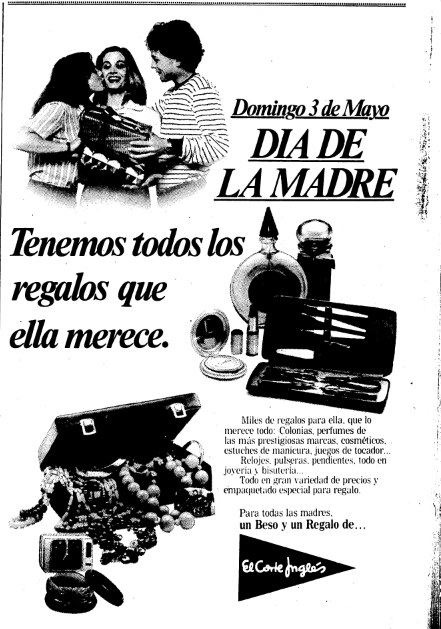 Domingo 3 de Mayo
DIA DE
LA MADRE
Tenemos todos los
regalos que
ella merece.
Miles de regalos para ella, que lo
merece todo: Colonias, perfumes de
las más prestigiosas marcas, cosméticos,
estuches de manicura, juegos de tocador...
Relojes, pulseras, pendientes, todo en
joyería y bisutería...
Todo en gran variedad de precios y
empaquetado especial para regalo.
Para todas las madres,
un Beso y un Regalo de...
El Corte Inglés